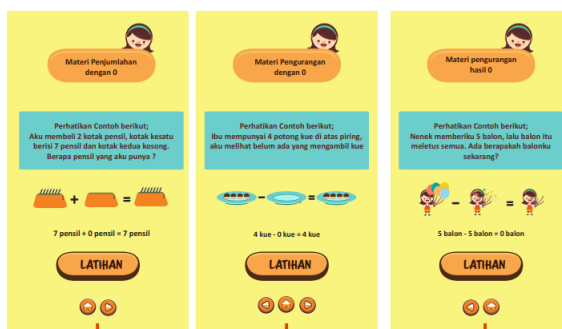 Materi Penjumlahan
dengan 0
Perhatikan Contoh berikut;
Aku membeli 2 kotak pensil, kotak kesatu
berisi 7 pensil dan kotak kedua kosong.
Berapa pensil yang aku punya ?
+ =
7 pensil + 0 pensil = 7 pensil
LATIHAN
Materi Pengurangan
dengan 0
Perhatikan Contoh berikut;
Ibu mempunyai 4 potong kue di atas piring,
aku melihat belum ada yang mengambil kue
- =
4 kue - 0 kue = 4 kue
LATIHAN
Materi pengurangan
hasil 0
Perhatikan Contoh berikut;
Nenek memberiku 5 balon, lalu balon itu
meletus semua. Ada berapakah balonku
sekarang?
- =
5 balon - 5 balon = 0 balon
LATIHAN